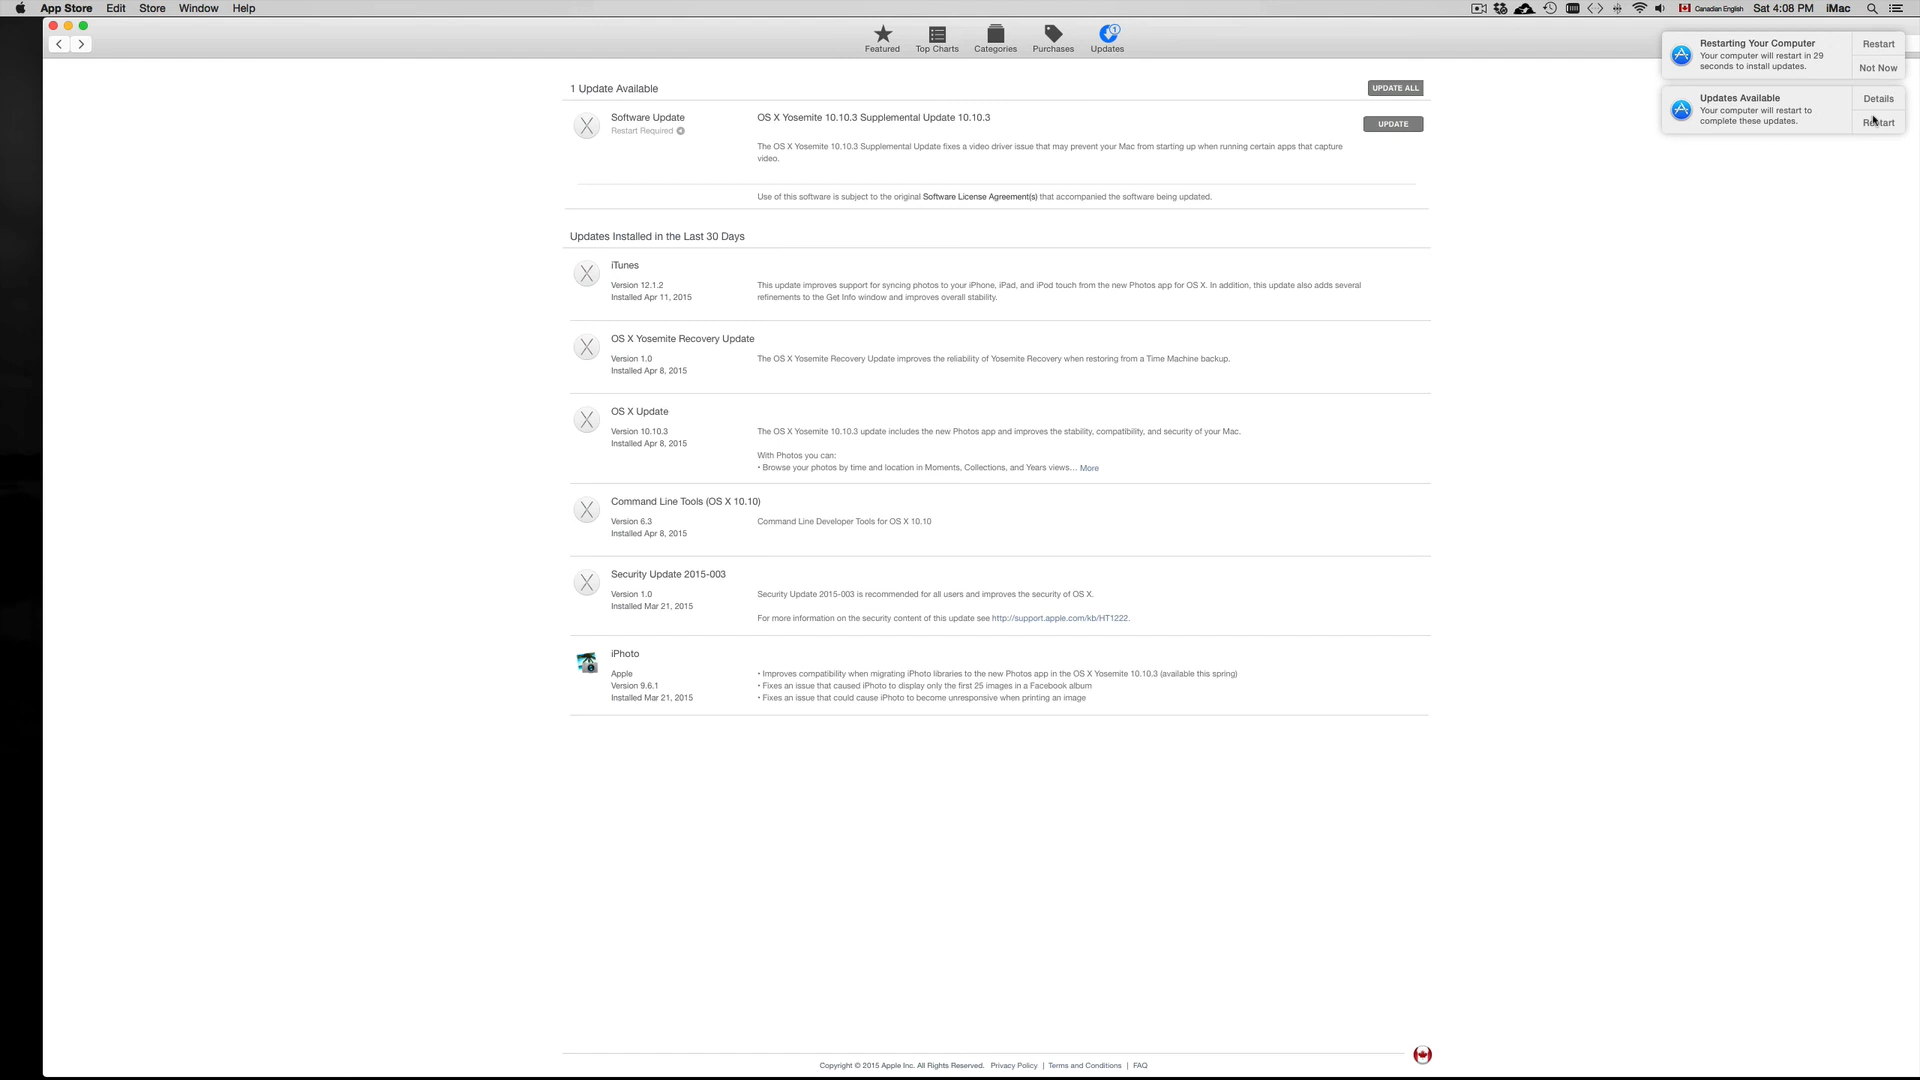 App Store Edit Store Window Help
Canadian English Sat 4:08 PM iMac
Featured Top Charts Categories Purchases Updates
1
Restarting Your Computer
Your computer will restart in 29
seconds to install updates.
Restart
Not Now
Updates Available
Your computer will restart to
complete these updates.
Details
Restart
1 Update Available
UPDATE ALL
Software Update
Restart Required
OS X Yosemite 10.10.3 Supplemental Update 10.10.3
UPDATE
The OS X Yosemite 10.10.3 Supplemental Update fixes a video driver issue that may prevent your Mac from starting up when running certain apps that capture
video.
Use of this software is subject to the original Software License Agreement(s) that accompanied the software being updated.
Updates Installed in the Last 30 Days
iTunes
Version 12.1.2
Installed Apr 11, 2015
This update improves support for syncing photos to your iPhone, iPad, and iPod touch from the new Photos app for OS X. In addition, this update also adds several
refinements to the Get Info window and improves overall stability.
OS X Yosemite Recovery Update
Version 1.0
Installed Apr 8, 2015
The OS X Yosemite Recovery Update improves the reliability of Yosemite Recovery when restoring from a Time Machine backup.
OS X Update
Version 10.10.3
Installed Apr 8, 2015
The OS X Yosemite 10.10.3 update includes the new Photos app and improves the stability, compatibility, and security of your Mac.
With Photos you can:
• Browse your photos by time and location in Moments, Collections, and Years views... More
Command Line Tools (OS X 10.10)
Version 6.3
Installed Apr 8, 2015
Command Line Developer Tools for OS X 10.10
Security Update 2015-003
Version 1.0
Installed Mar 21, 2015
Security Update 2015-003 is recommended for all users and improves the security of OS X.
For more information on the security content of this update see http://support.apple.com/kb/HT1222.
iPhoto
Apple
Version 9.6.1
Installed Mar 21, 2015
• Improves compatibility when migrating iPhoto libraries to the new Photos app in the OS X Yosemite 10.10.3 (available this spring)
• Fixes an issue that caused iPhoto to display only the first 25 images in a Facebook album
• Fixes an issue that could cause iPhoto to become unresponsive when printing an image
Copyright © 2015 Apple Inc. All Rights Reserved. Privacy Policy | Terms and Conditions | FAQ